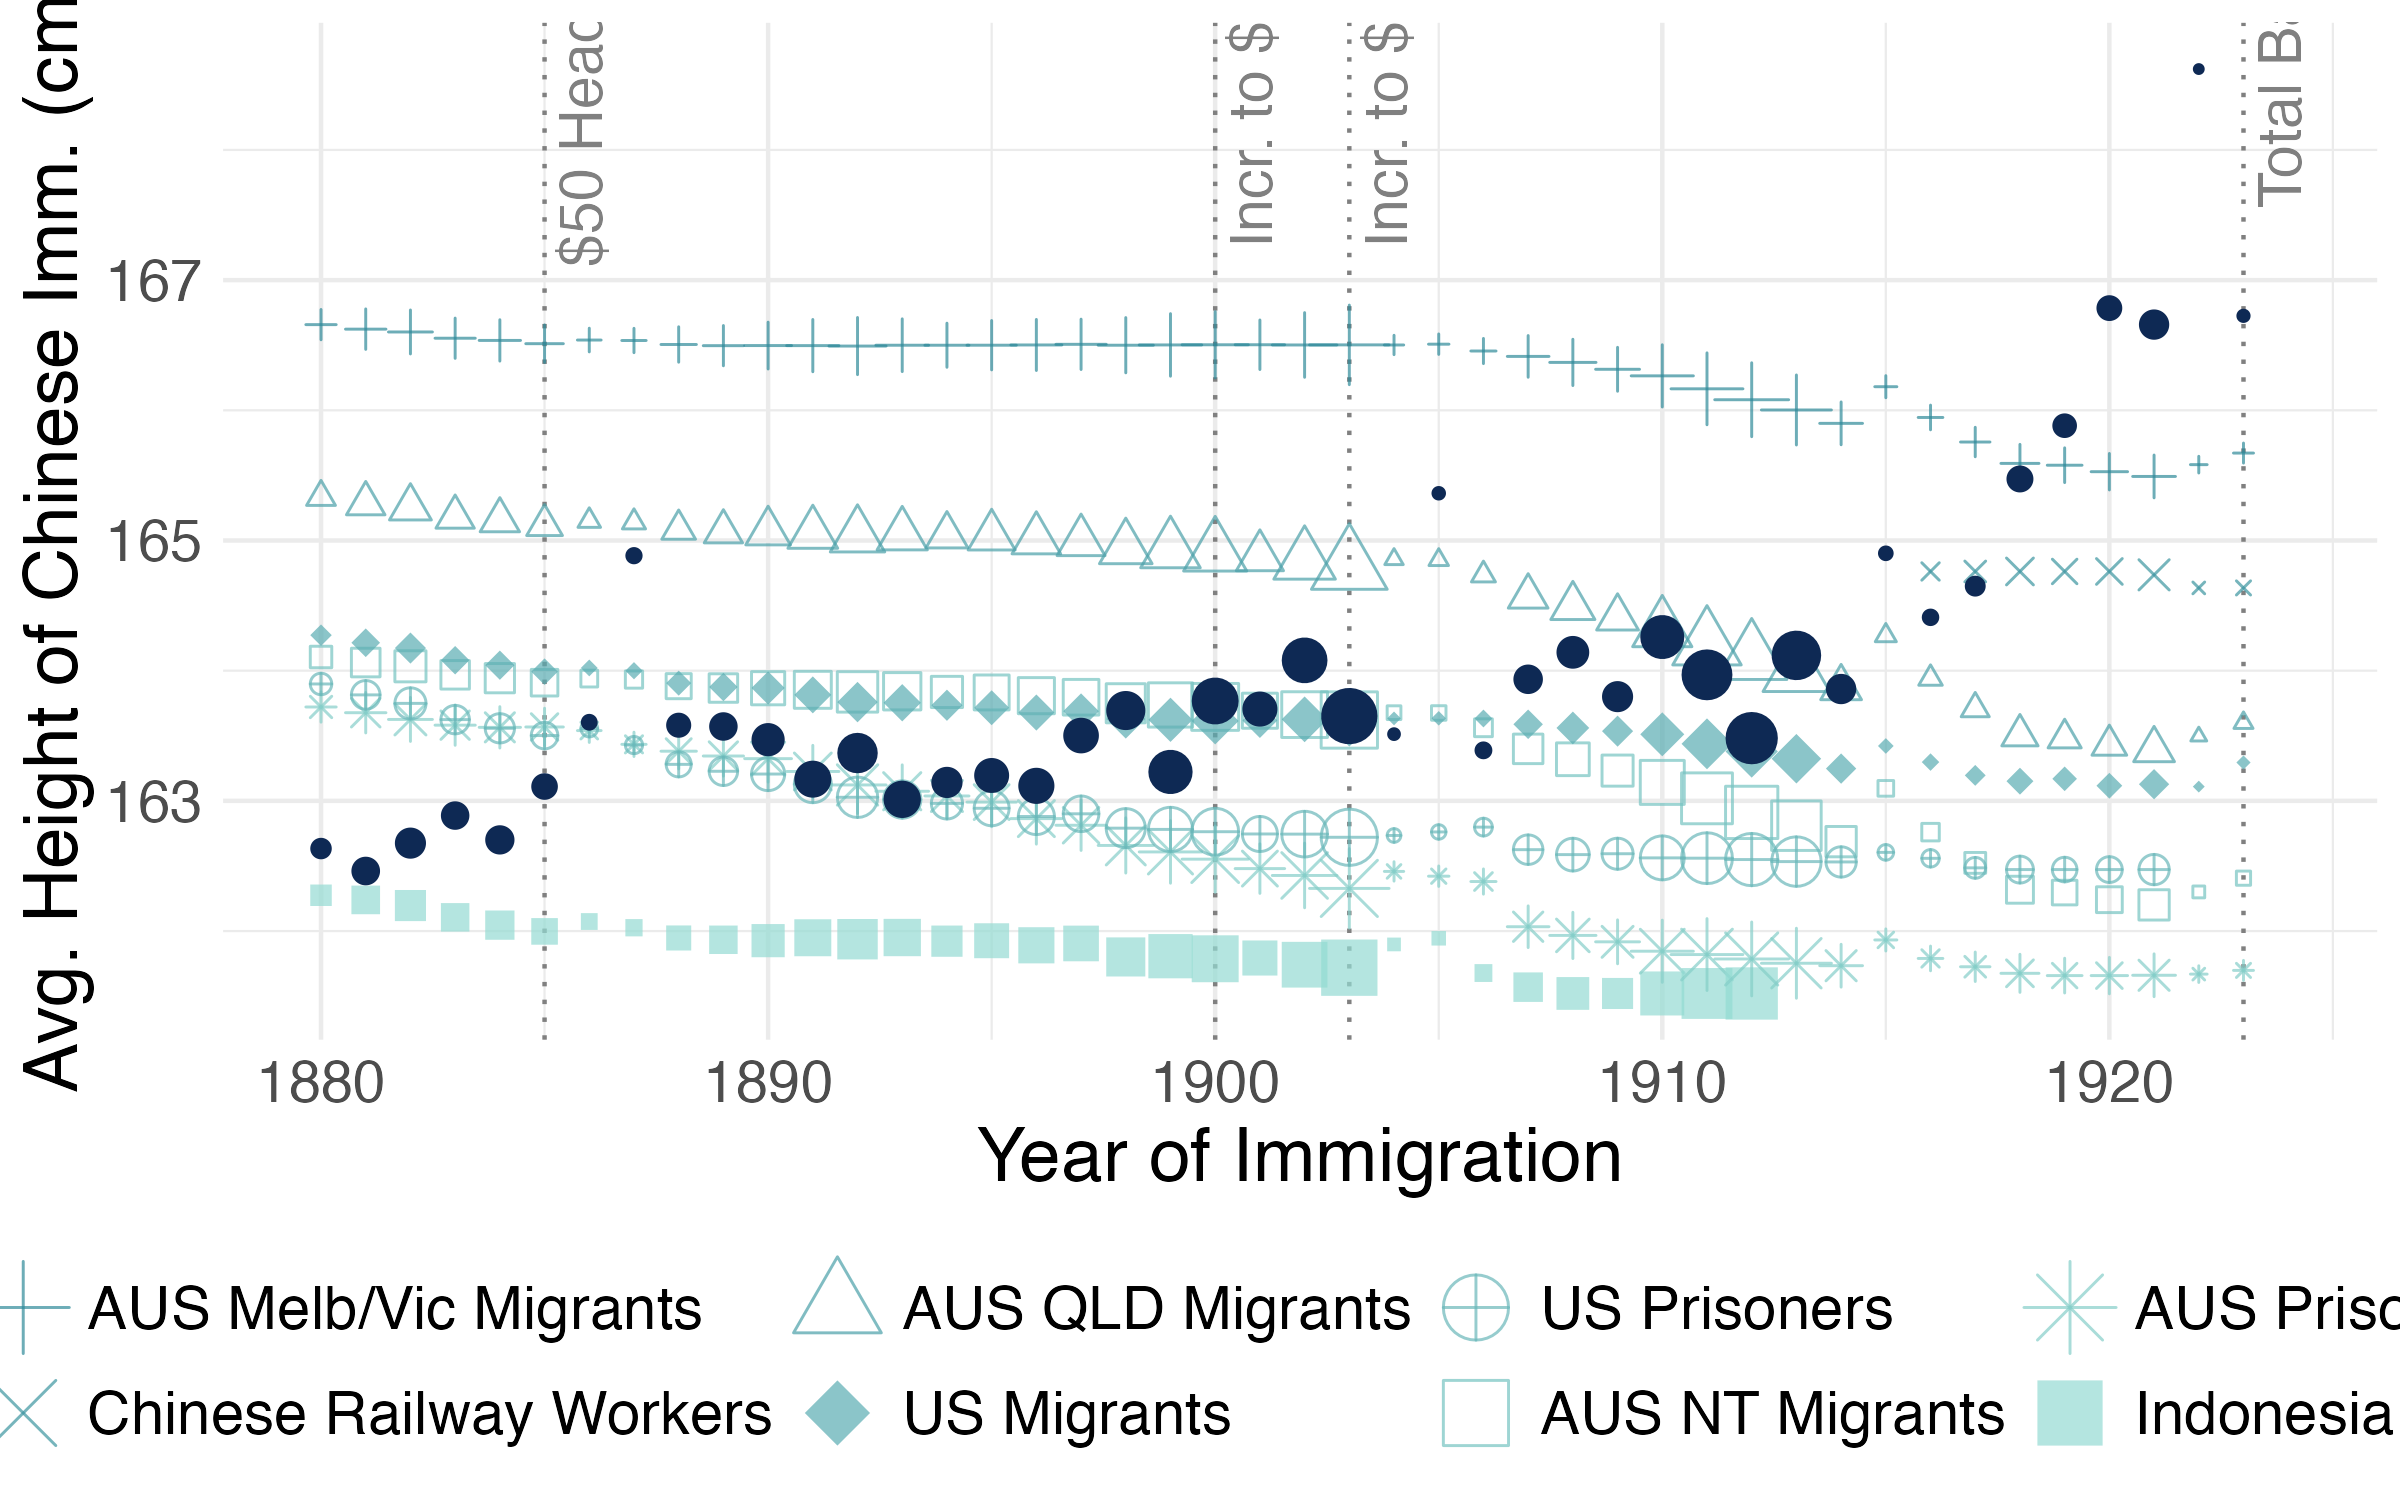 Avg. Height of Chinese Imm. (cm
$50 Head
Incr. to $
Incr. to $
Total Ba
167
165
163
1880 1890 1900 1910 1920
Year of Immigration
AUS Melb/Vic Migrants AUS QLD Migrants US Prisoners AUS Priso
Chinese Railway Workers US Migrants AUS NT Migrants Indonesia